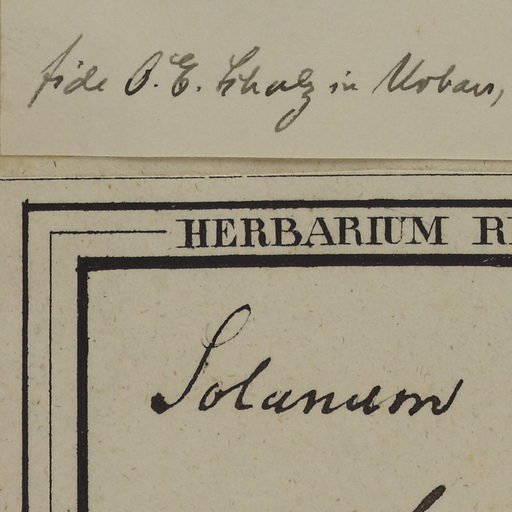 fide O. E. Schulz in Urban,
HERBARIUM R
Solanum